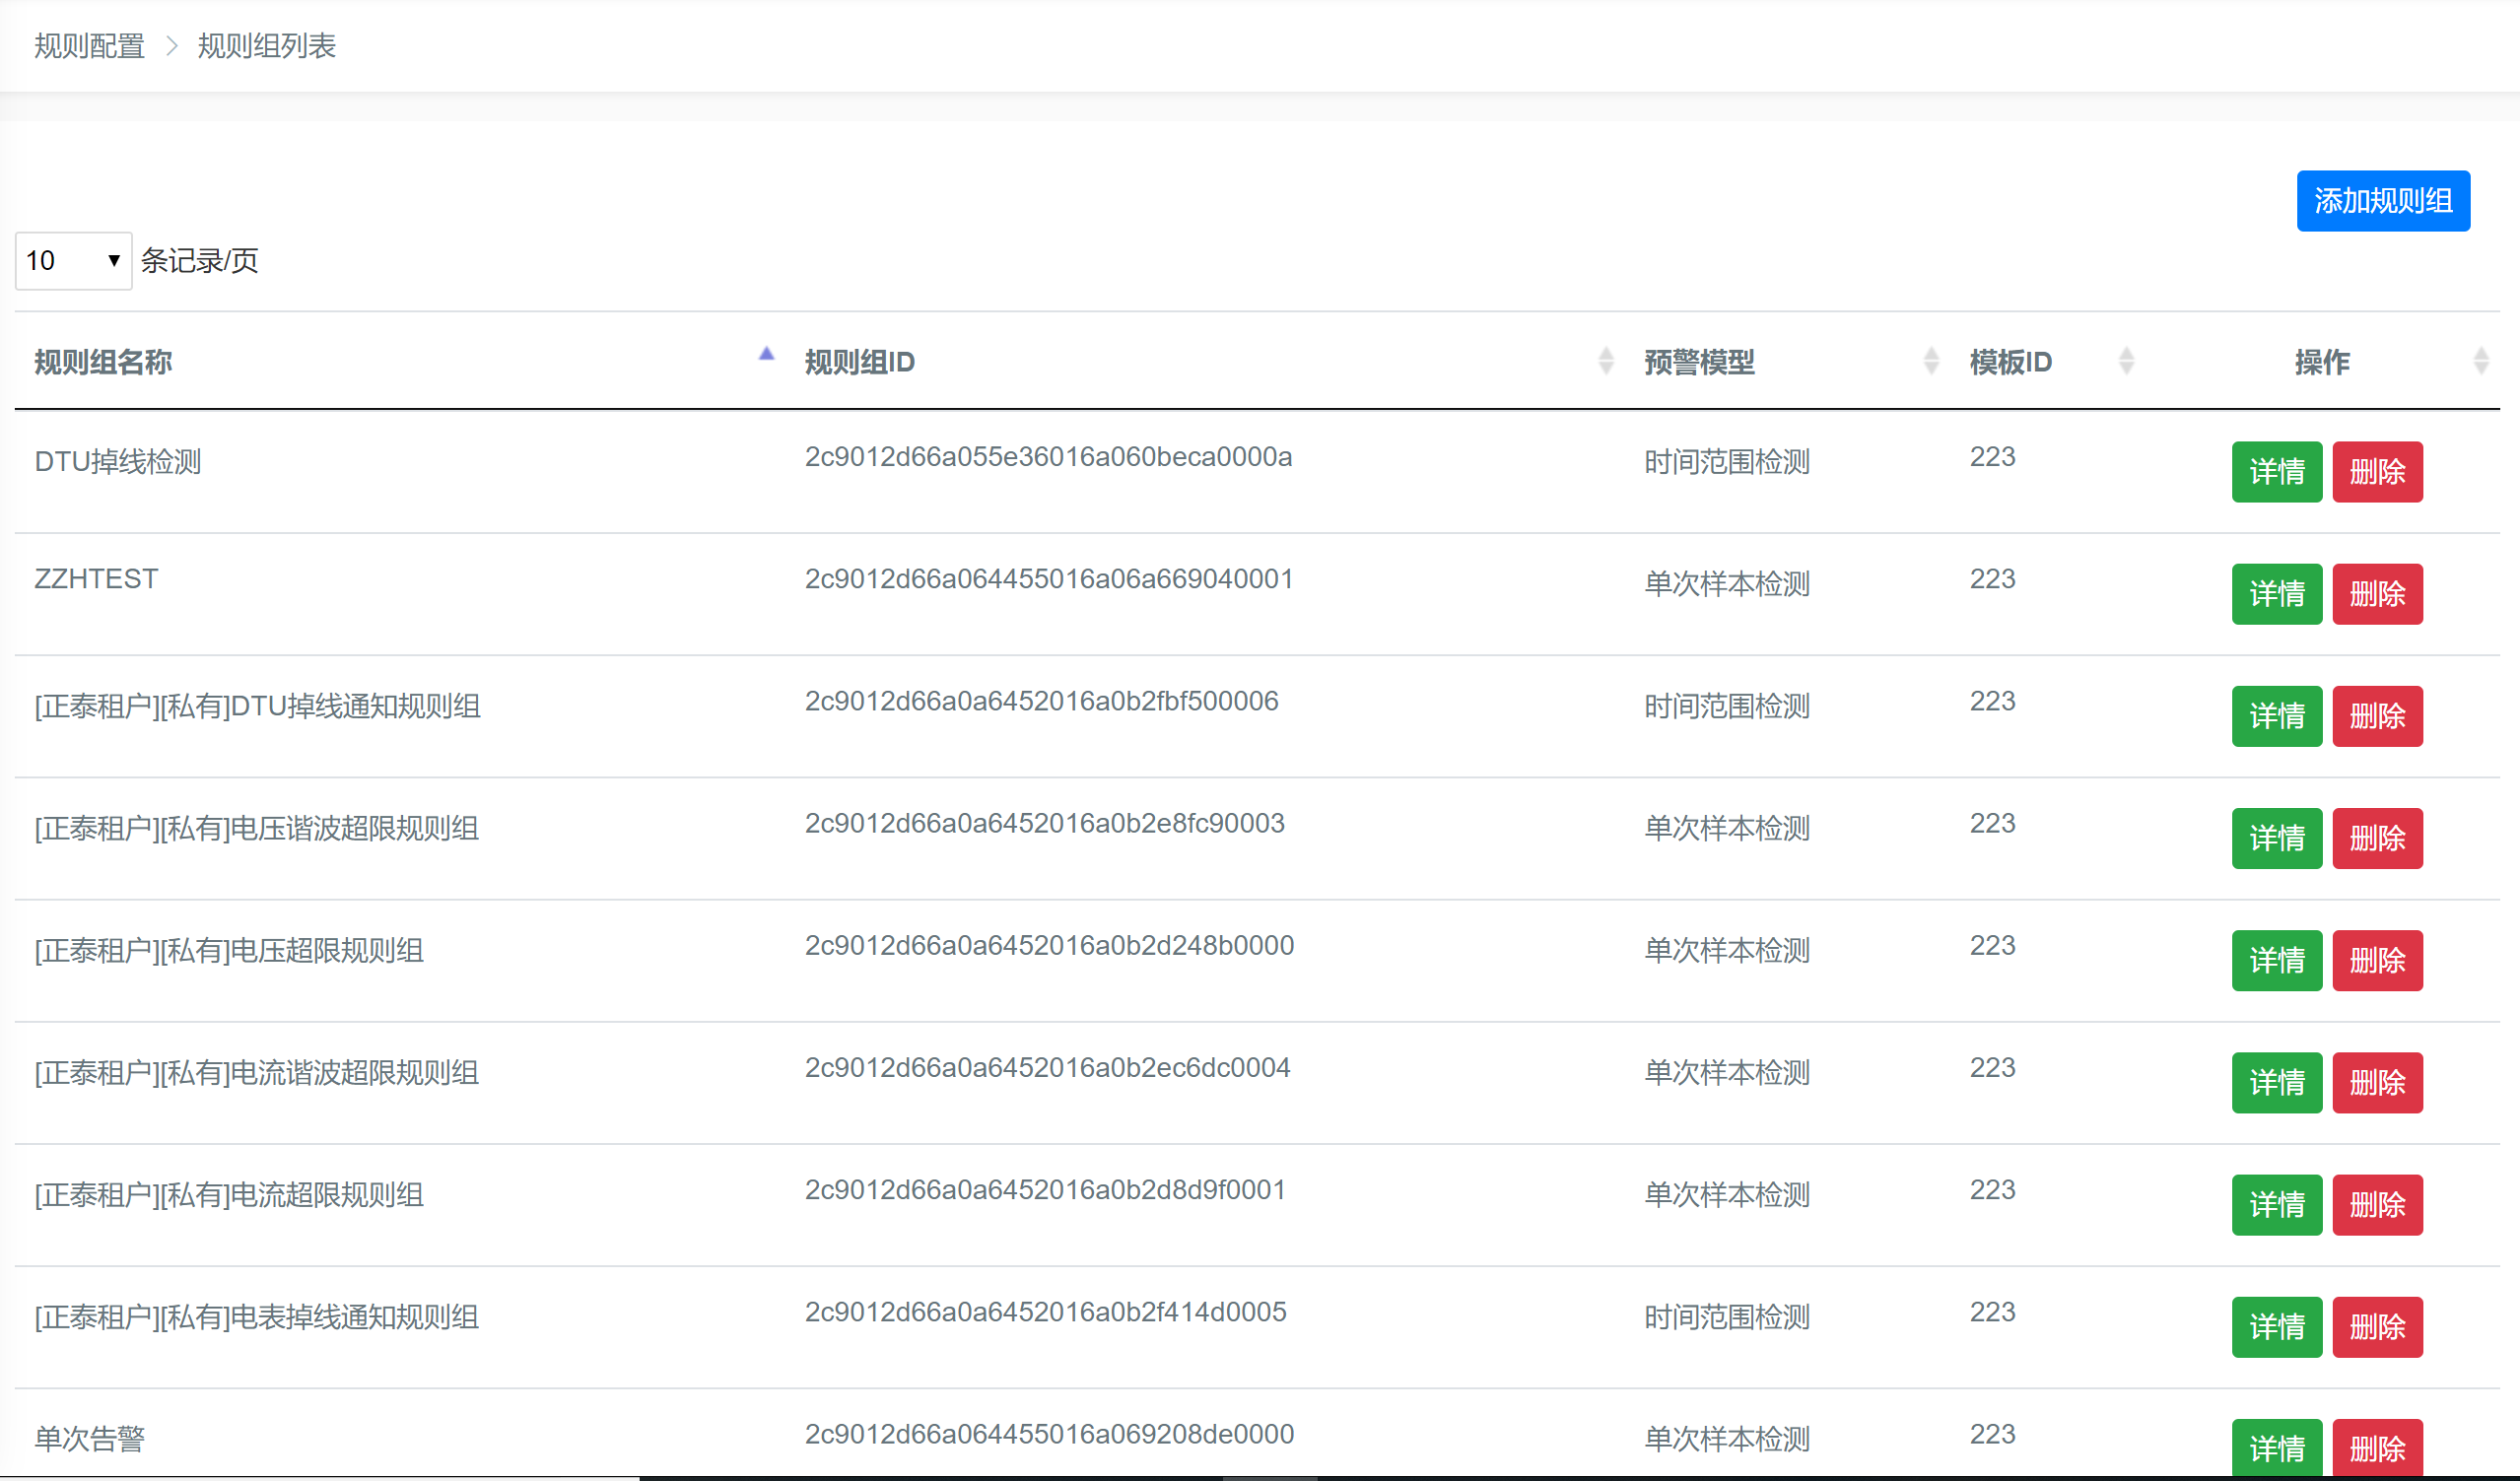 规则配置 > 规则组列表
添加规则组
10 条记录/页
规则组名称 规则组ID 预警模型 模板ID 操作
DTU掉线检测 2c9012d66a055e36016a060beca0000a 时间范围检测 223 详情 删除
ZZHTEST 2c9012d66a064455016a06a669040001 单次样本检测 223 详情 删除
[正泰租户][私有]DTU掉线通知规则组 2c9012d66a0a6452016a0b2fbf500006 时间范围检测 223 详情 删除
[正泰租户][私有]电压谐波超限规则组 2c9012d66a0a6452016a0b2e8fc90003 单次样本检测 223 详情 删除
[正泰租户][私有]电压超限规则组 2c9012d66a0a6452016a0b2d248b0000 单次样本检测 223 详情 删除
[正泰租户][私有]电流谐波超限规则组 2c9012d66a0a6452016a0b2ec6dc0004 单次样本检测 223 详情 删除
[正泰租户][私有]电流超限规则组 2c9012d66a0a6452016a0b2d8d9f0001 单次样本检测 223 详情 删除
[正泰租户][私有]电表掉线通知规则组 2c9012d66a0a6452016a0b2f414d0005 时间范围检测 223 详情 删除
单次告警 2c9012d66a064455016a069208de0000 单次样本检测 223 详情 删除